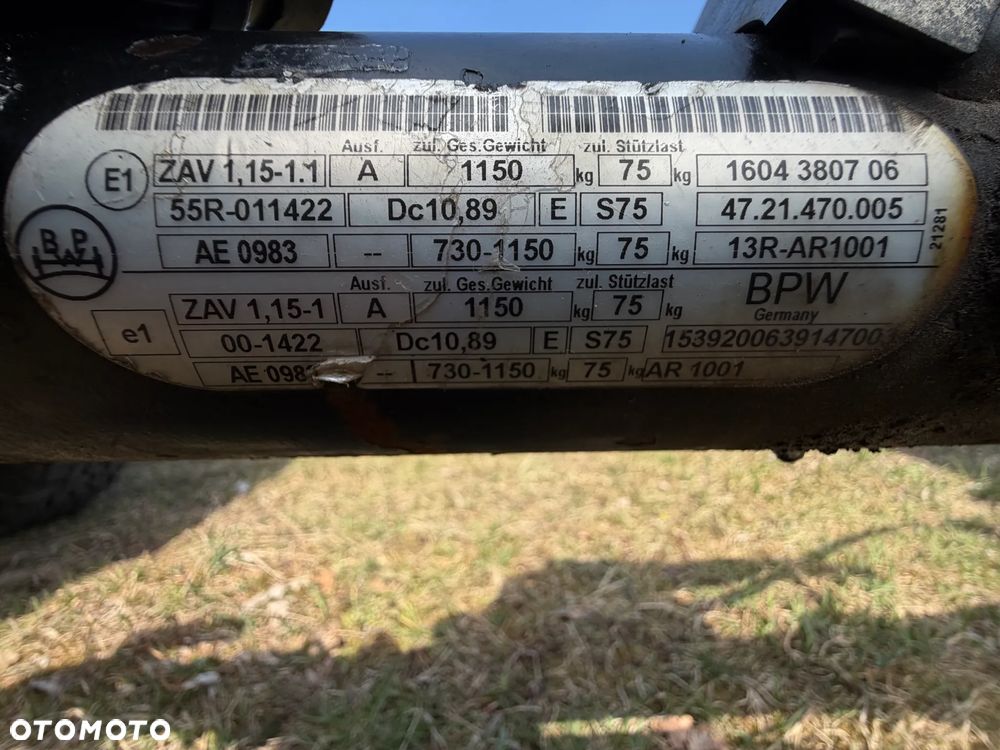 Ausf. zul. Ges.Gewicht zul. Stützlast
E1 ZAV 1,15-1.1 A 1150 kg 75 kg 1604 3807 06
55R-011422 Dc10,89 E S75 47.21.470.005
BPW AE 0983 -- 730-1150 kg 75 kg 13R-AR1001 21281
Ausf. zul. Ges.Gewicht zul. Stützlast BPW
ZAV 1,15-1 A 1150 kg 75 kg Germany
e1 00-1422 Dc10,89 E S75
AE -- 730-1150 kg 75 kg AR 1001
OTOMOTO